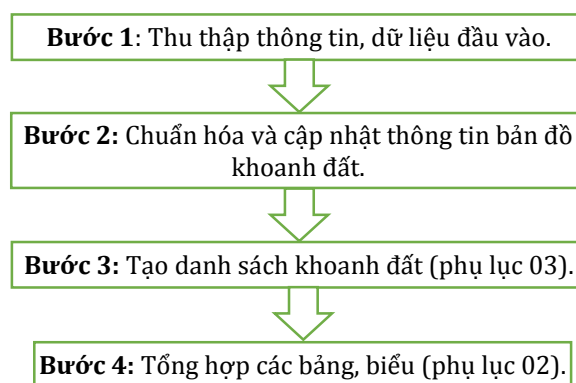 Bước 1: Thu thập thông tin, dữ liệu đầu vào.
Bước 2: Chuẩn hóa và cập nhật thông tin bản đồ
khoanh đất.
Bước 3: Tạo danh sách khoanh đất (phụ lục 03).
Bước 4: Tổng hợp các bảng, biểu (phụ lục 02).